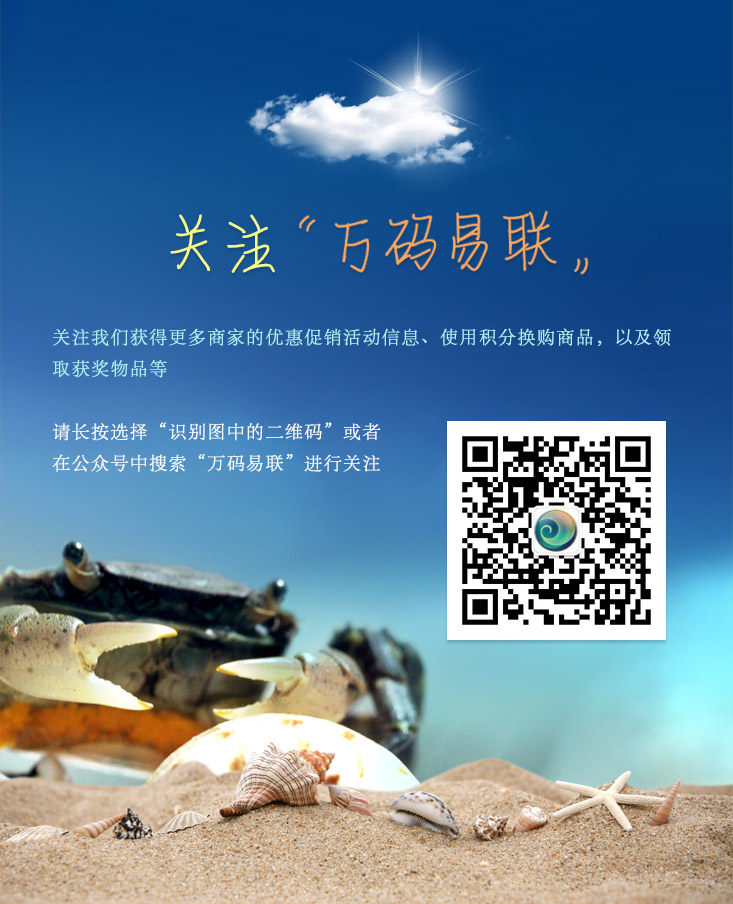 关注“万码易联”
关注我们获得更多商家的优惠促销活动信息、使用积分换购商品，以及领
取获奖物品等
请长按选择“识别图中的二维码”或者
在公众号中搜索“万码易联”进行关注